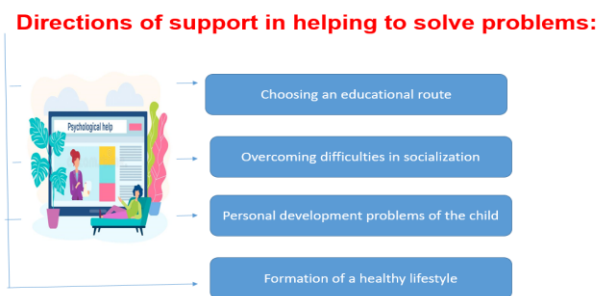 Directions of support in helping to solve problems:
Psychological help
Choosing an educational route
Overcoming difficulties in socialization
Personal development problems of the child
Formation of a healthy lifestyle